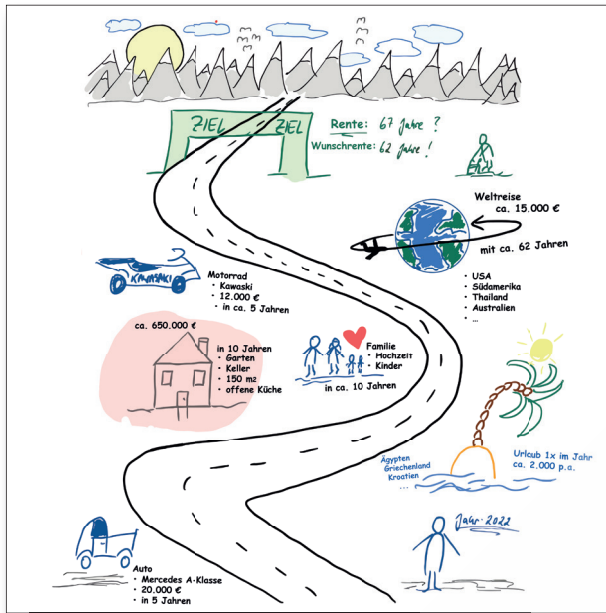 ZIEL ZIEL
Rente: 67 Jahre ?
Wunschrente: 62 Jahre !
Ende
Weltreise
ca. 15.000 €
mit ca. 62 Jahren
• USA
• Südamerika
• Thailand
• Australien
• ...
KAWASAKI
Motorrad
• Kawaski
• 12.000 €
• in ca. 5 Jahren
ca. 650.000 €
in 10 Jahren
• Garten
• Keller
• 150 m2
• offene Küche
Familie
• Hochzeit
• Kinder
in ca. 10 Jahren
Ägypten
Griechenland
Kroatien
...
Urlaub 1x im Jahr
ca. 2.000 p.a.
Auto
• Mercedes A-Klasse
• 20.000 €
• in 5 Jahren
Jahr 2022